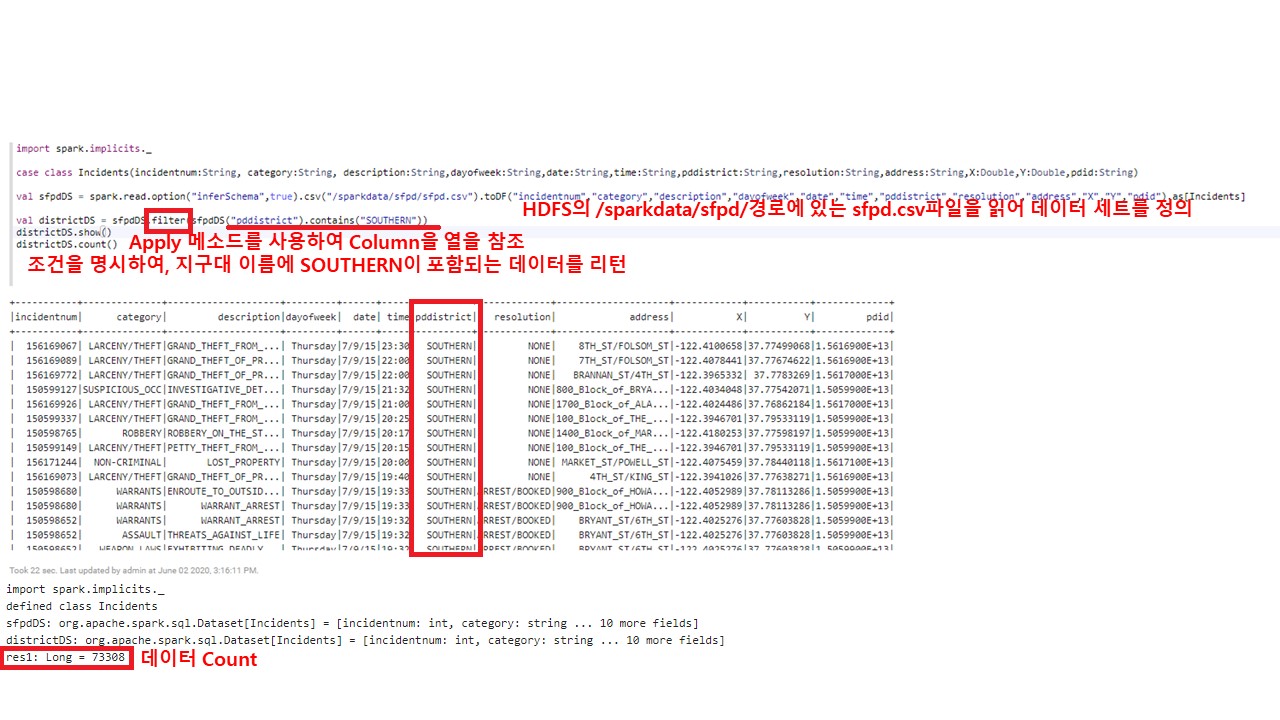 import spark.implicits._
case class Incidents(incidentnum:String, category:String, description:String,dayofweek:String,date:String,time:String,pddistrict:String,resolution:String,address:String,X:Double,Y:Double,pdid:String)
val sfpdDS = spark.read.option("inferSchema",true).csv("/sparkdata/sfpd/sfpd.csv").toDF("incidentnum","category","description","dayofweek","date","time","pddistrict","resolution","address","X","Y","pdid").as[Incidents]
HDFS의 /sparkdata/sfpd/경로에 있는 sfpd.csv파일을 읽어 데이터 세트를 정의
val districtDS = sfpdDS.filter(sfpdDS("pddistrict").contains("SOUTHERN"))
districtDS.show()
districtDS.count()
Apply 메소드를 사용하여 Column을 열을 참조
조건을 명시하여, 지구대 이름에 SOUTHERN이 포함되는 데이터를 리턴
+-----------+--------------+--------------------+---------+------+-----+----------+--------------+--------------------+------------+-----------+-------------+
|incidentnum| category| description|dayofweek| date| time|pddistrict| resolution| address| X| Y| pdid|
+-----------+--------------+--------------------+---------+------+-----+----------+--------------+--------------------+------------+-----------+-------------+
| 156169067| LARCENY/THEFT|GRAND_THEFT_FROM_...| Thursday|7/9/15|23:30| SOUTHERN| NONE| 8TH_ST/FOLSOM_ST|-122.4100658|37.77499068|1.5616900E+13|
| 156169089| LARCENY/THEFT|GRAND_THEFT_OF_PR...| Thursday|7/9/15|22:00| SOUTHERN| NONE| 7TH_ST/FOLSOM_ST|-122.4078441|37.77674622|1.5616900E+13|
| 156169772| LARCENY/THEFT|GRAND_THEFT_OF_PR...| Thursday|7/9/15|22:00| SOUTHERN| NONE| BRANNAN_ST/4TH_ST|-122.3965332| 37.7783269|1.5617000E+13|
| 150599127|SUSPICIOUS_OCC|INVESTIGATIVE_DET...| Thursday|7/9/15|21:32| SOUTHERN| NONE|800_Block_of_BRYA...|-122.4034048|37.77542071|1.5059900E+13|
| 156169926| LARCENY/THEFT|GRAND_THEFT_FROM_...| Thursday|7/9/15|21:00| SOUTHERN| NONE|1700_Block_of_ALA...|-122.4024486|37.76862184|1.5616900E+13|
| 150599337| LARCENY/THEFT|GRAND_THEFT_FROM_...| Thursday|7/9/15|20:25| SOUTHERN| NONE|100_Block_of_THE_...|-122.3946701|37.79533119|1.5059900E+13|
| 150598765| ROBBERY|ROBBERY_ON_THE_ST...| Thursday|7/9/15|20:17| SOUTHERN| NONE|1400_Block_of_MAR...|-122.4180253|37.77598197|1.5059900E+13|
| 150599149| LARCENY/THEFT|PETTY_THEFT_FROM_...| Thursday|7/9/15|20:15| SOUTHERN| NONE|100_Block_of_THE_...|-122.3946701|37.79533119|1.5059900E+13|
| 156171244| NON-CRIMINAL| LOST_PROPERTY| Thursday|7/9/15|20:00| SOUTHERN| NONE| MARKET_ST/POWELL_ST|-122.4075459|37.78440118|1.5617100E+13|
| 156169073| LARCENY/THEFT|GRAND_THEFT_OF_PR...| Thursday|7/9/15|19:40| SOUTHERN| NONE| 4TH_ST/KING_ST|-122.3941026|37.77638271|1.5616900E+13|
| 150598680| WARRANTS|ENROUTE_TO_OUTSID...| Thursday|7/9/15|19:33| SOUTHERN|ARREST/BOOKED|900_Block_of_HOWA...|-122.4052989|37.78113286|1.5059900E+13|
| 150598680| WARRANTS| WARRANT_ARREST| Thursday|7/9/15|19:33| SOUTHERN|ARREST/BOOKED|900_Block_of_HOWA...|-122.4052989|37.78113286|1.5059900E+13|
| 150598652| WARRANTS| WARRANT_ARREST| Thursday|7/9/15|19:32| SOUTHERN|ARREST/BOOKED| BRYANT_ST/6TH_ST|-122.4025276|37.77603828|1.5059900E+13|
| 150598652| ASSAULT|THREATS_AGAINST_LIFE| Thursday|7/9/15|19:32| SOUTHERN|ARREST/BOOKED| BRYANT_ST/6TH_ST|-122.4025276|37.77603828|1.5059900E+13|
| 150598652| WEAPON_LAWS|EXHIBITING_DEADLY_...| Thursday|7/9/15|19:32| SOUTHERN|ARREST/BOOKED| BRYANT_ST/6TH_ST|-122.4025276|37.77603828|1.5059900E+13|
Took 22 sec. Last updated by admin at June 02 2020, 3:16:11 PM.
import spark.implicits._
defined class Incidents
sfpdDS: org.apache.spark.sql.Dataset[Incidents] = [incidentnum: int, category: string ... 10 more fields]
districtDS: org.apache.spark.sql.Dataset[Incidents] = [incidentnum: int, category: string ... 10 more fields]
res1: Long = 73308
데이터 Count